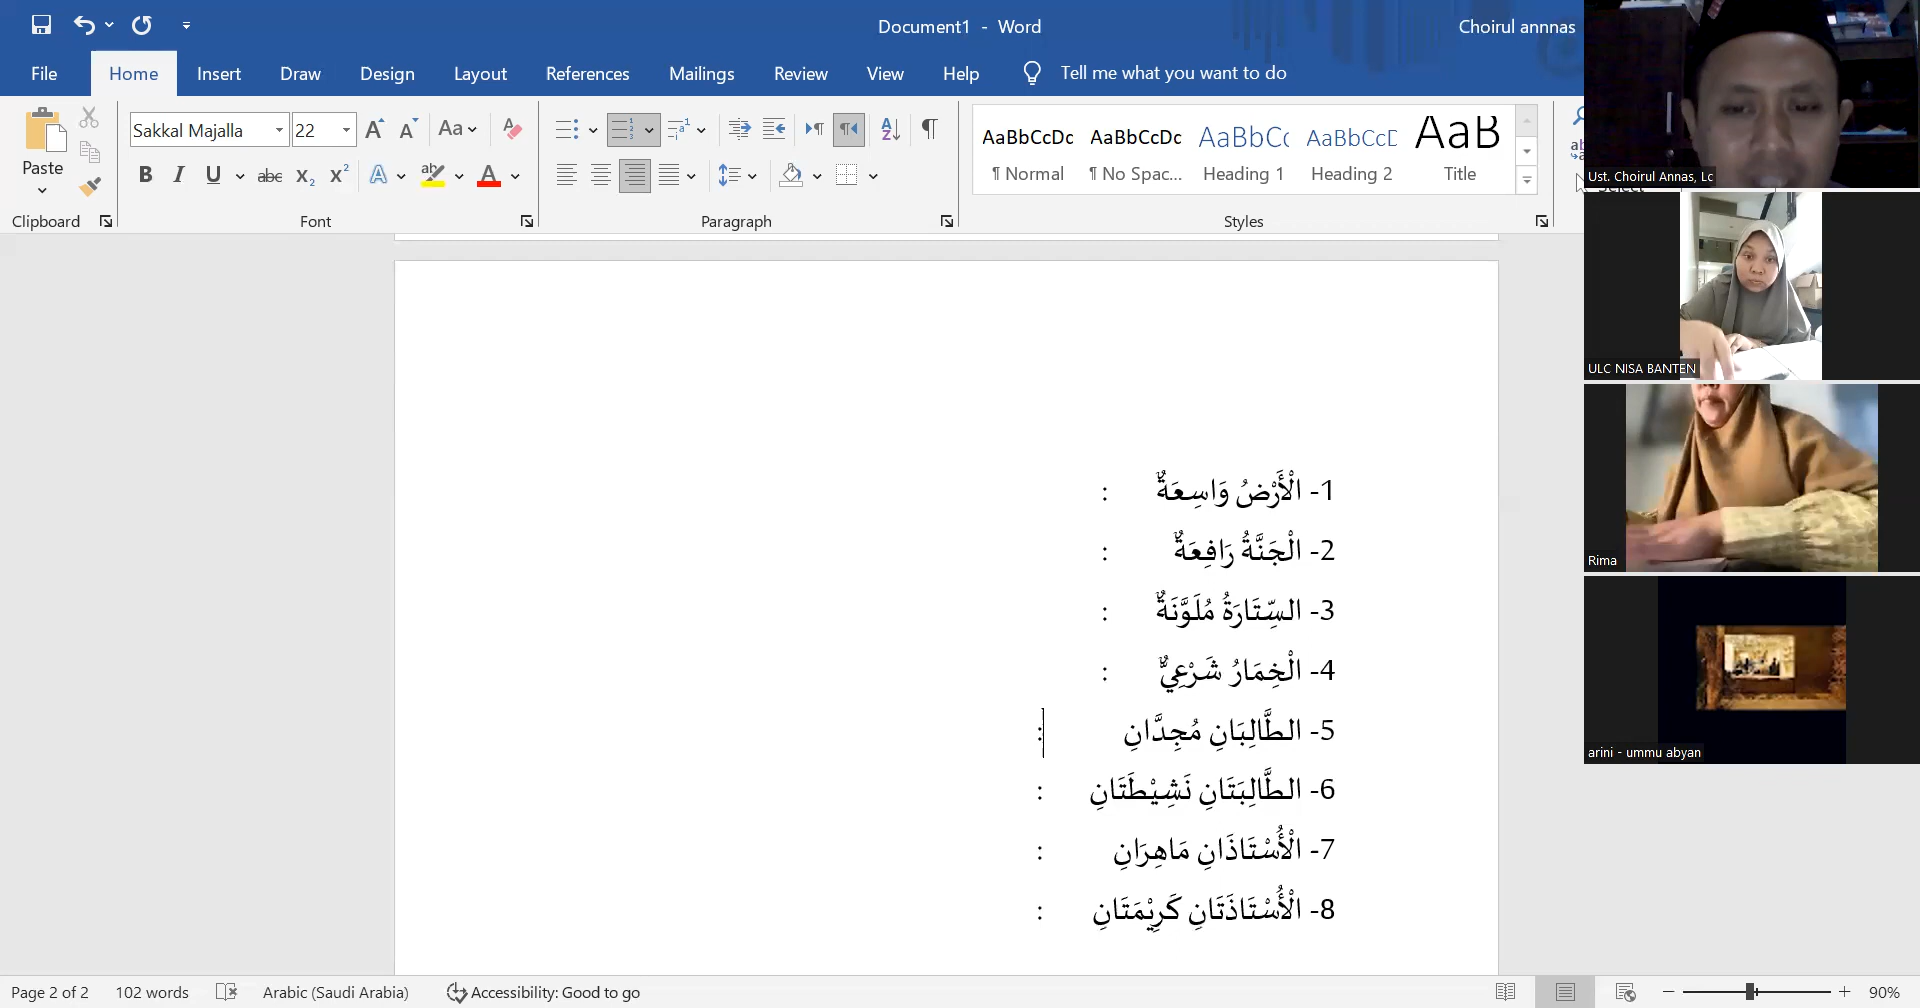 Document1 - Word
Choirul annnas
File Home Insert Draw Design Layout References Mailings Review View Help Tell me what you want to do
Paste
Clipboard
Sakkal Majalla 22
Font
Paragraph
AaBbCcDc AaBbCcDc AaBbCc AaBbCcD AaB
¶ Normal ¶ No Spac... Heading 1 Heading 2 Title
Styles
Select
Ust. Choirul Annas, Lc
ULC NISA BANTEN
Rima
arini - ummu abyan
1- الْأَرْضُ وَاسِعَةٌ :
2- الْجَنَّةُ رَافِعَةٌ :
3- السِّتَارَةُ مُلَوَّنَةٌ :
4- الْخِمَارُ شَرْعِيٌّ :
5- الطَّالِبَانِ مُجِدَّانِ :
6- الطَّالِبَتَانِ نَشِيْطَتَانِ :
7- الْأُسْتَاذَانِ مَاهِرَانِ :
8- الْأُسْتَاذَتَانِ كَرِيْمَتَانِ :
Page 2 of 2 102 words Arabic (Saudi Arabia) Accessibility: Good to go 90%